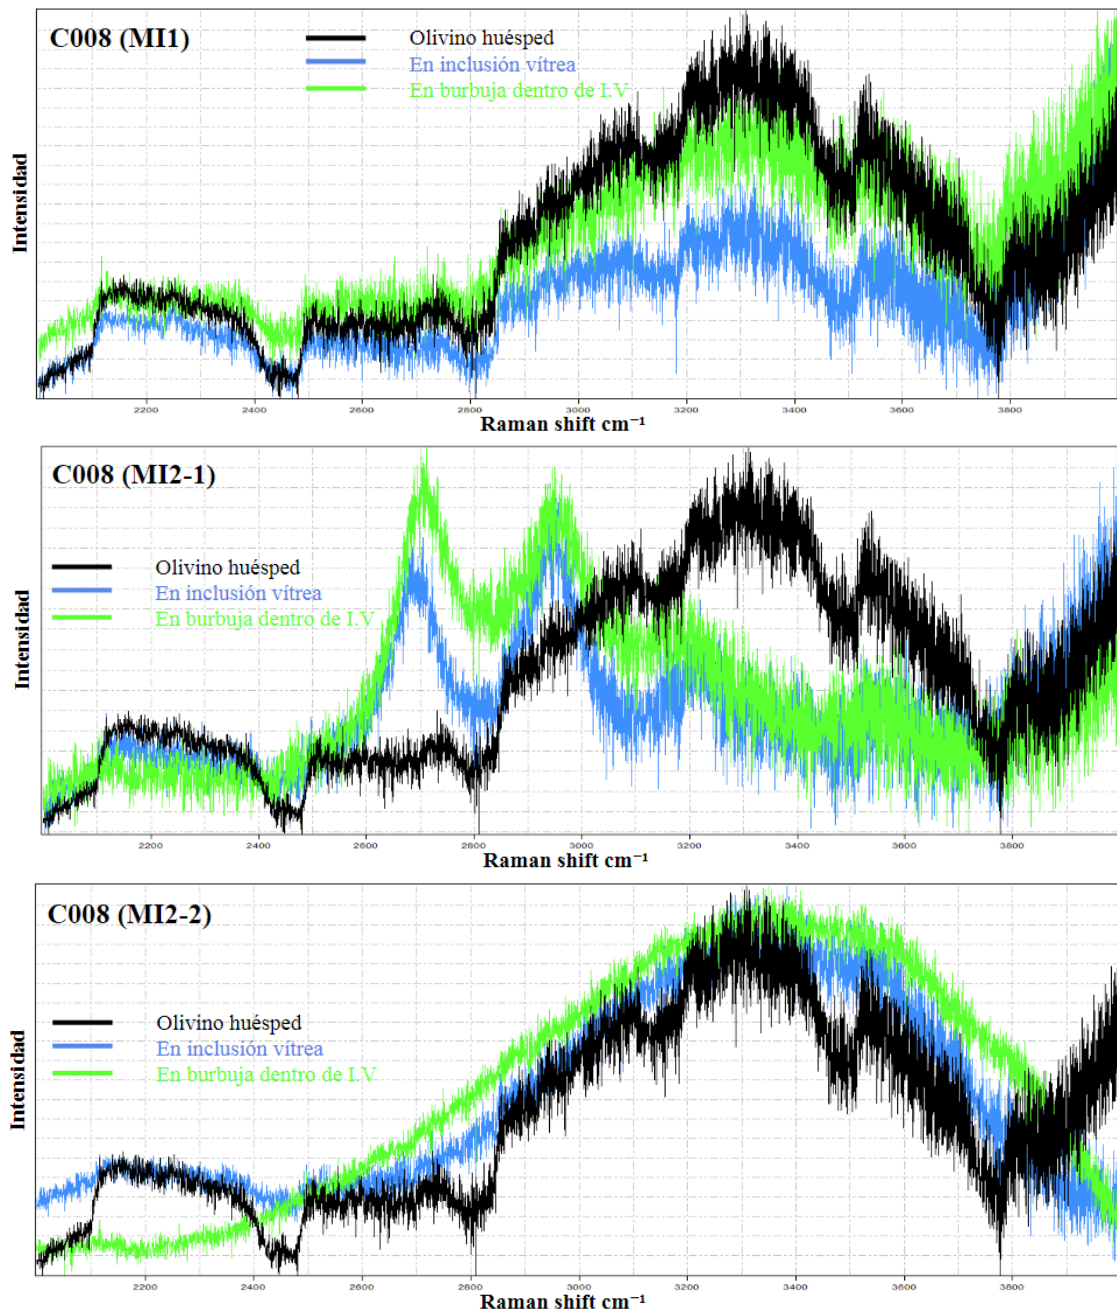 C008 (MI1)
Olivino huésped
En inclusión vítrea
En burbuja dentro de I.V
Intensidad
2200 2400 2600 2800 3000 3200 3400 3600 3800
Raman shift cm⁻¹
C008 (MI2-1)
Olivino huésped
En inclusión vítrea
En burbuja dentro de I.V
Intensidad
2200 2400 2600 2800 3000 3200 3400 3600 3800
Raman shift cm⁻¹
C008 (MI2-2)
Olivino huésped
En inclusión vítrea
En burbuja dentro de I.V
Intensidad
2200 2400 2600 2800 3000 3200 3400 3600 3800
Raman shift cm⁻¹